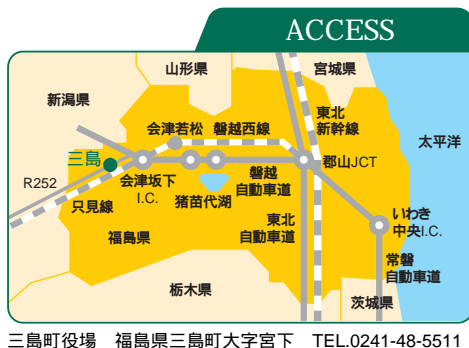 ACCESS
山形県
宮城県
新潟県
東北
新幹線
会津若松
磐越西線
太平洋
三島
郡山JCT
R252
会津坂下
I.C.
磐越
自動車道
只見線
猪苗代湖
いわき
中央I.C.
東北
自動車道
福島県
常磐
自動車道
栃木県
茨城県
三島町役場 福島県三島町大字宮下 TEL.0241-48-5511